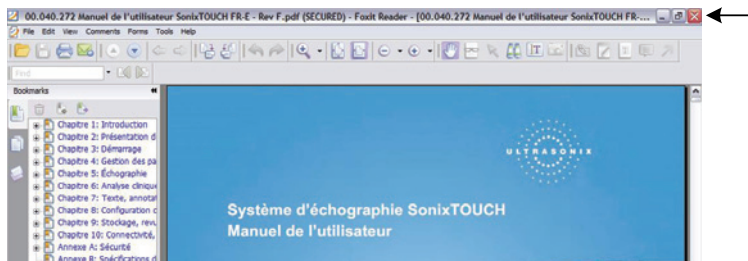 00.040.272 Manuel de l'utilisateur SonixTOUCH FR-E - Rev F.pdf (SECURED) - Foxit Reader - [00.040.272 Manuel de l'utilisateur SonixTOUCH FR-...
File Edit View Comments Forms Tools Help
Find
Bookmarks
Chapitre 1: Introduction
Chapitre 2: Présentation d
Chapitre 3: Démarrage
Chapitre 4: Gestion des pa
Chapitre 5: Échographie
Chapitre 6: Analyse clinique
Chapitre 7: Texte, annotat
Chapitre 8: Configuration d
Chapitre 9: Stockage, revu
Chapitre 10: Connectivité,
Annexe A: Sécurité
Annexe B: Spécifications d
ULTRASONIX
Système d'échographie SonixTOUCH
Manuel de l'utilisateur